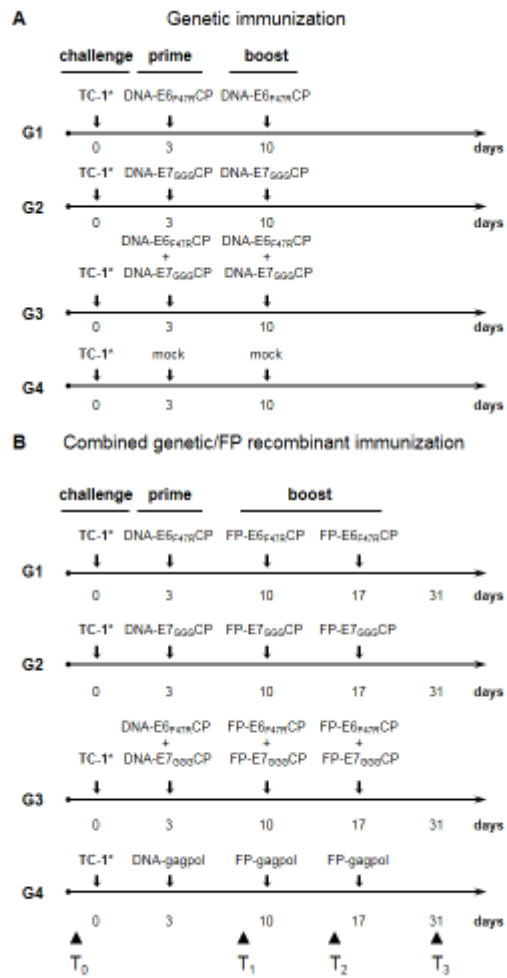 A Genetic immunization
challenge prime boost
TC-1* DNA-E6F47RCP DNA-E6F47RCP
G1
0 3 10 days
TC-1* DNA-E7GGGCP DNA-E7GGGCP
G2
0 3 10 days
DNA-E6F47RCP DNA-E6F47RCP
+ +
TC-1* DNA-E7GGGCP DNA-E7GGGCP
G3
0 3 10 days
TC-1* mock mock
G4
0 3 10 days
B Combined genetic/FP recombinant immunization
challenge prime boost
TC-1* DNA-E6F47RCP FP-E6F47RCP FP-E6F47RCP
G1
0 3 10 17 31 days
TC-1* DNA-E7GGGCP FP-E7GGGCP FP-E7GGGCP
G2
0 3 10 17 31 days
DNA-E6F47RCP FP-E6F47RCP FP-E6F47RCP
+ + +
TC-1* DNA-E7GGGCP FP-E7GGGCP FP-E7GGGCP
G3
0 3 10 17 31 days
TC-1* DNA-gagpol FP-gagpol FP-gagpol
G4
0 3 10 17 31 days
T0 T1 T2 T3